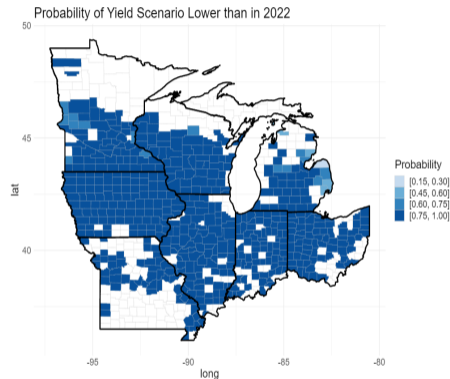 Probability of Yield Scenario Lower than in 2022
50
45
40
lat
-95
-90
-85
-80
long
Probability
[0.15, 0.30]
[0.45, 0.60]
[0.60, 0.75]
[0.75, 1.00]